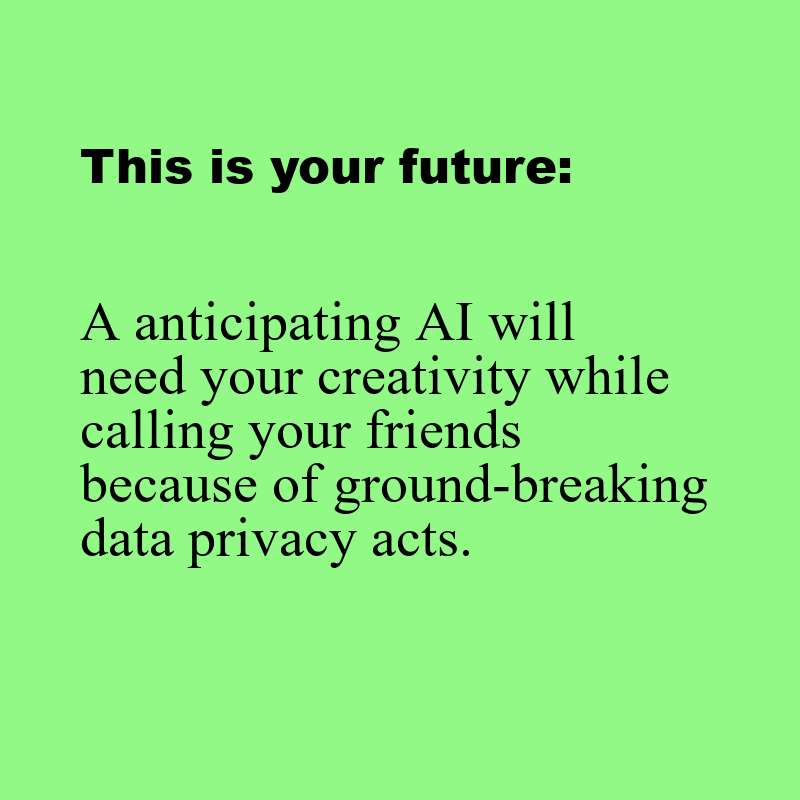 This is your future:
A anticipating AI will
need your creativity while
calling your friends
because of ground-breaking
data privacy acts.